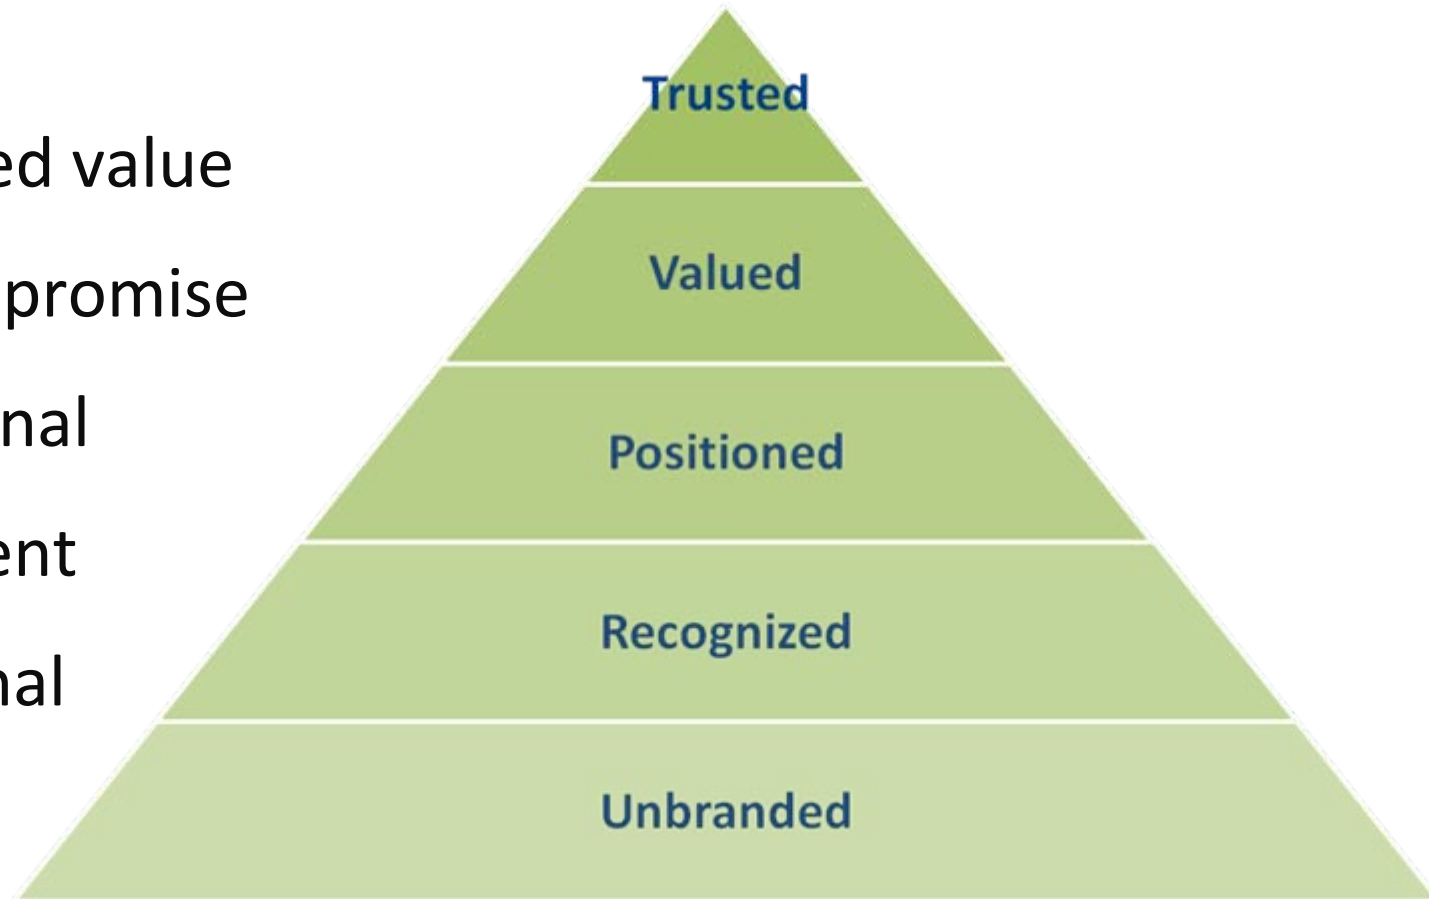 Trusted
ed value
Valued
promise
Positioned
nal
ent
Recognized
nal
Unbranded